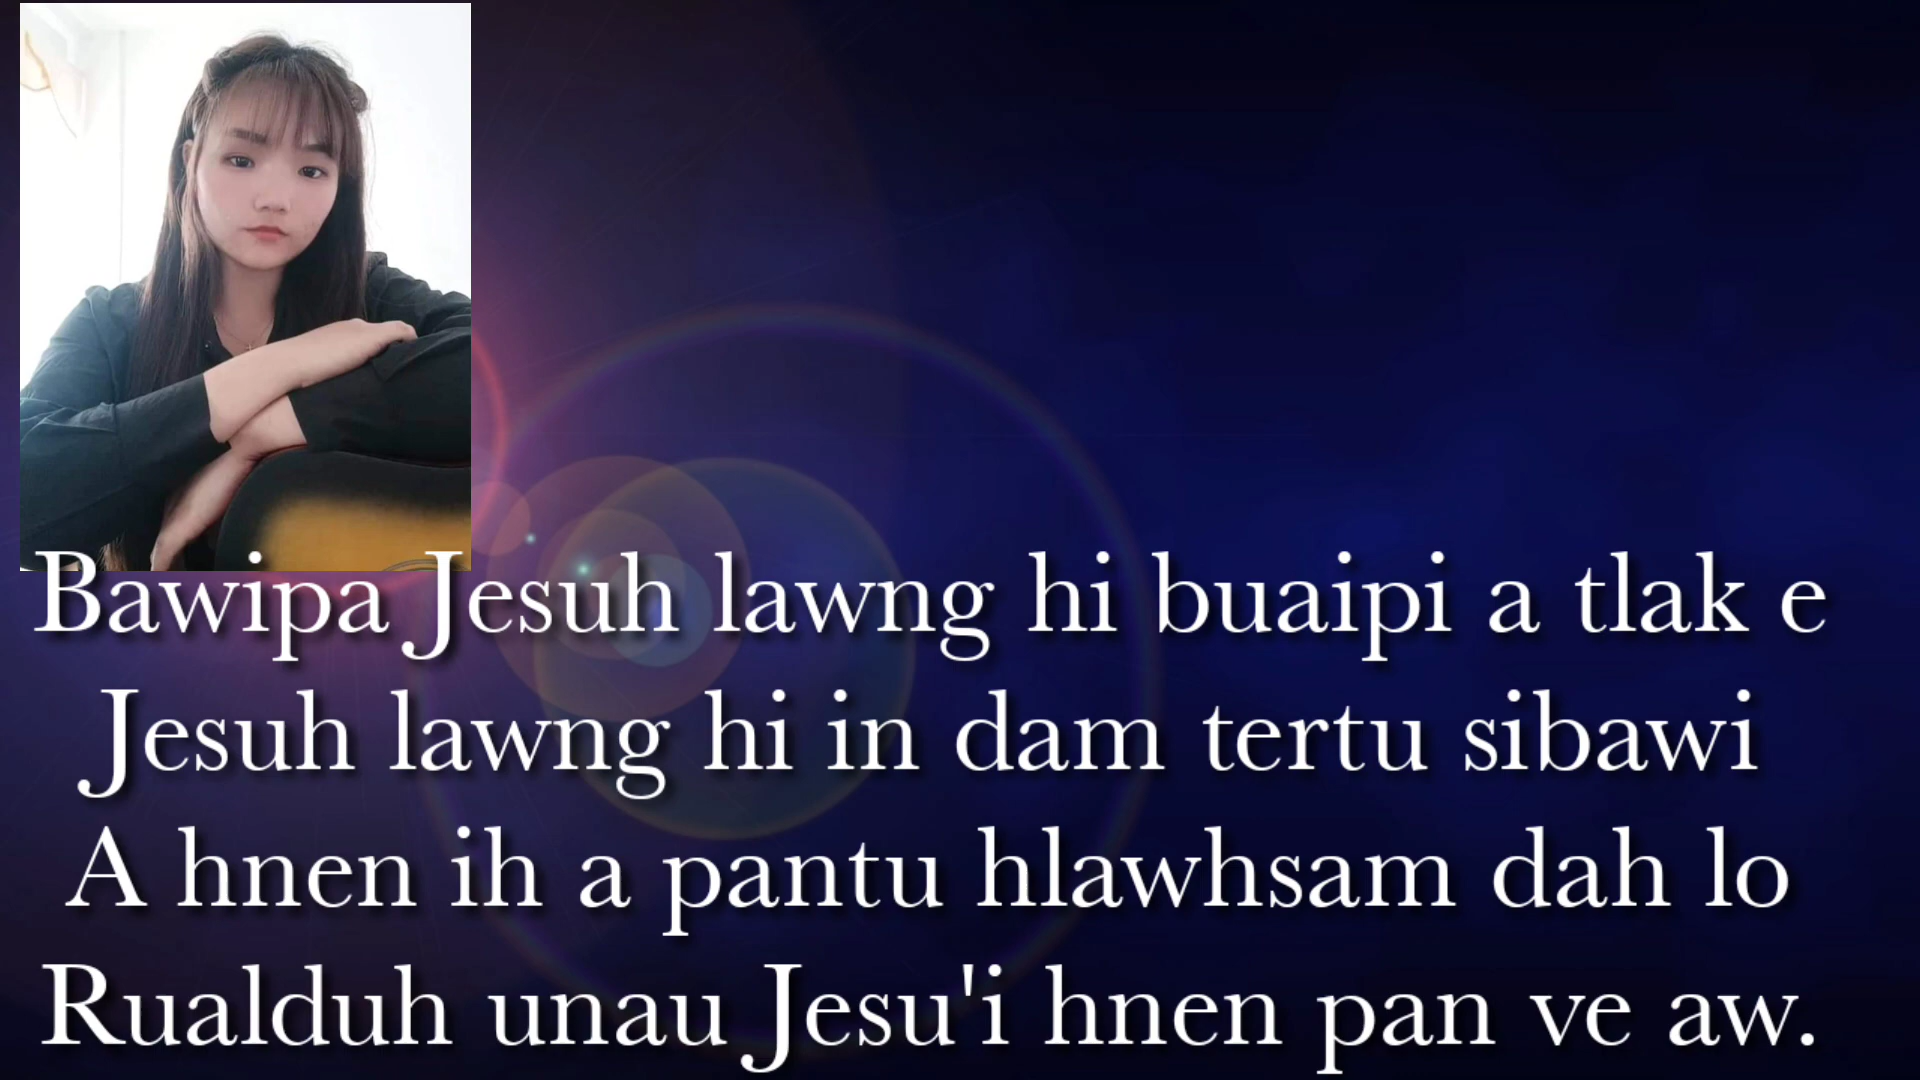 Bawipa Jesuh lawng hi buaipi a tlak e
Jesuh lawng hi in dam tertu sibawi
A hnen ih a pantu hlawhsam dah lo
Rualduh unau Jesu'i hnen pan ve aw.